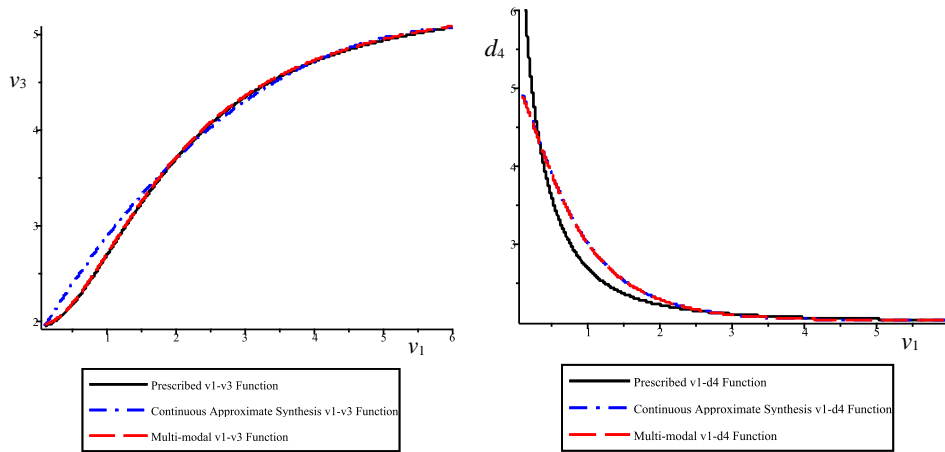 5
4
3
2
v3
1
2
3
4
5
6
v1
Prescribed v1-v3 Function
Continuous Approximate Synthesis v1-v3 Function
Multi-modal v1-v3 Function
6
5
4
3
d4
1
2
3
4
5
v1
Prescribed v1-d4 Function
Continuous Approximate Synthesis v1-d4 Function
Multi-modal v1-d4 Function